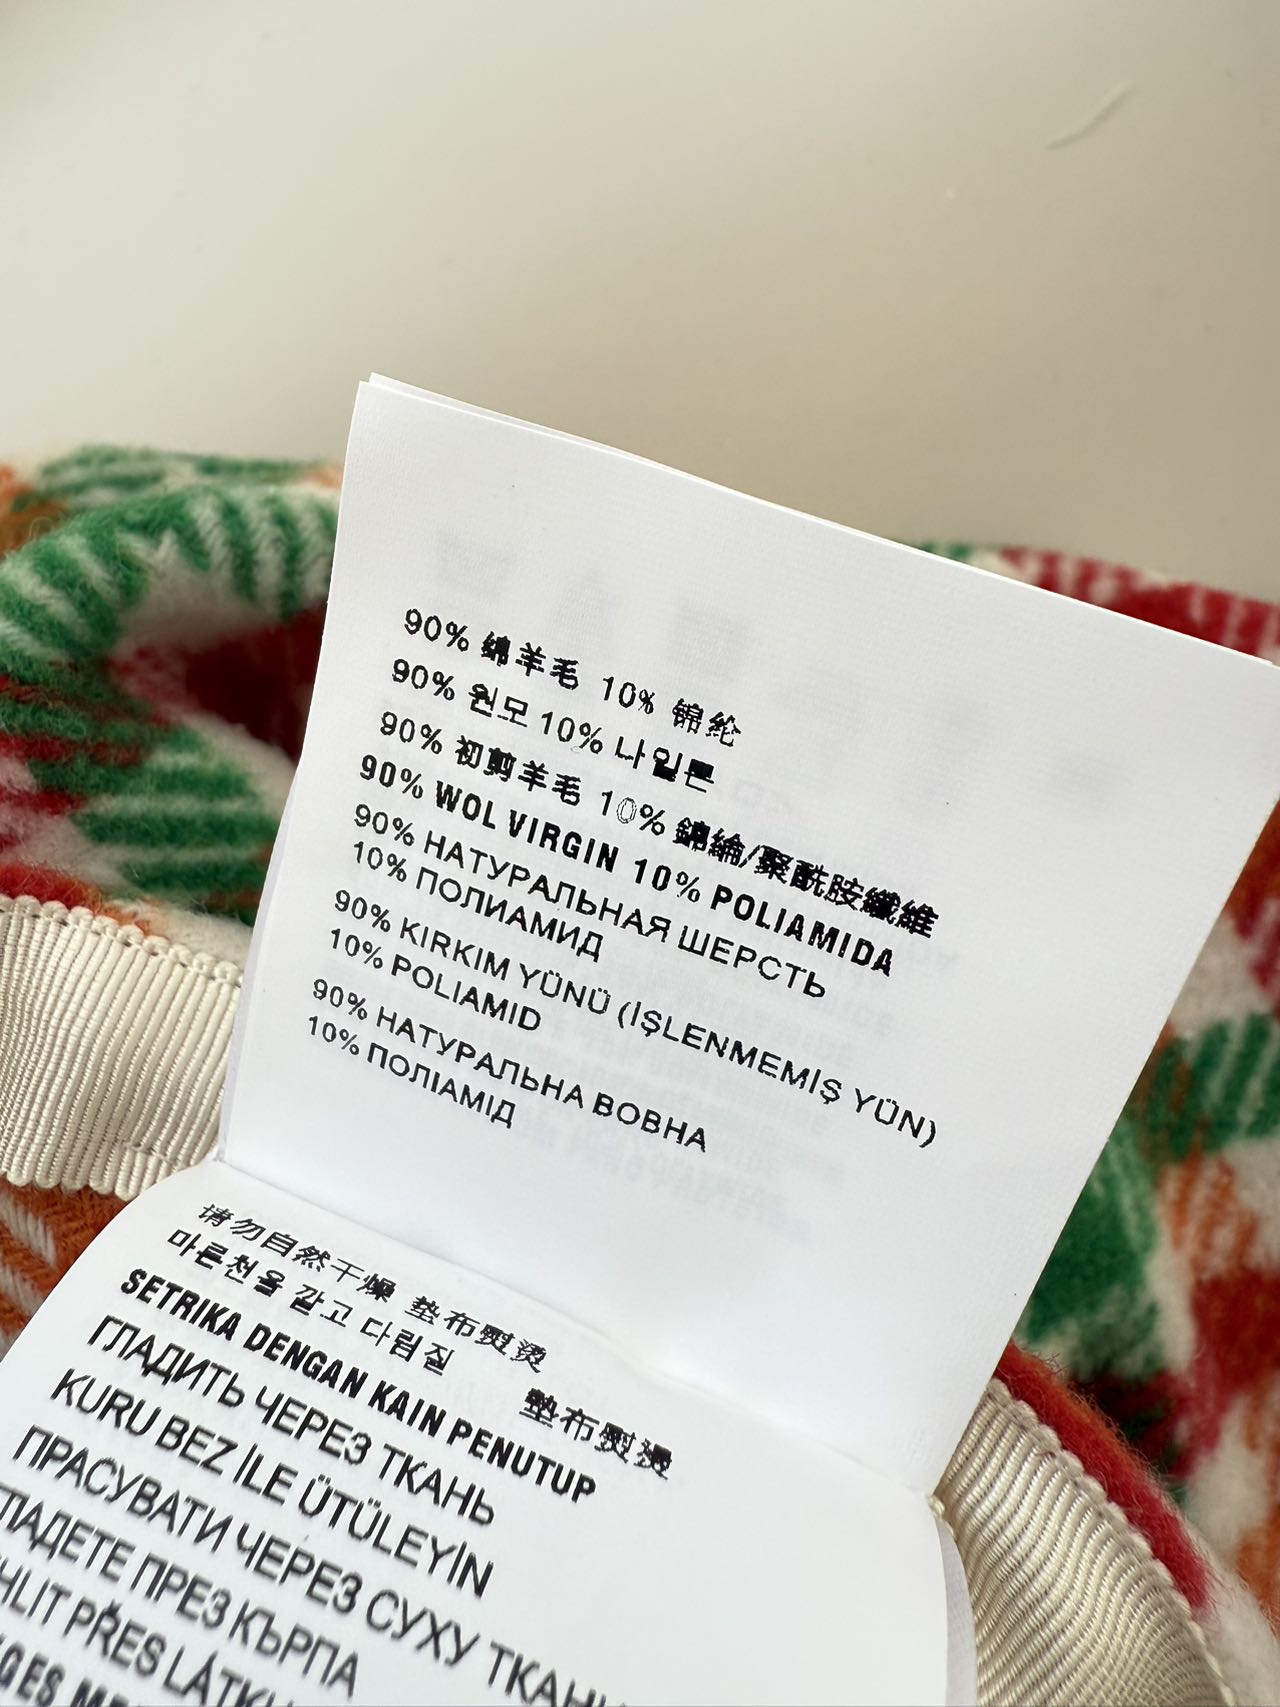 90% 绵羊毛 10% 锦纶
90% 원모 10% 나일론
90% 初剪羊毛 10% 錦綸/聚酰胺纖維
90% WOL VIRGIN 10% POLIAMIDA
90% НАТУРАЛЬНАЯ ШЕРСТЬ
10% ПОЛИАМИД
90% KIRKIM YÜNÜ (İŞLENMEMİŞ YÜN)
10% POLIAMID
90% НАТУРАЛЬНА ВОВНА
10% ПОЛІАМІД
请勿自然干燥 垫布熨烫
마른천을 깔고 다림질 墊布熨燙
SETRIKA DENGAN KAIN PENUTUP
ГЛАДИТЬ ЧЕРЕЗ ТКАНЬ
KURU BEZ İLE ÜTÜLEYİN
ПРАСУВАТИ ЧЕРЕЗ СУХУ
ПРЕЗ КЪРПА
PŘES